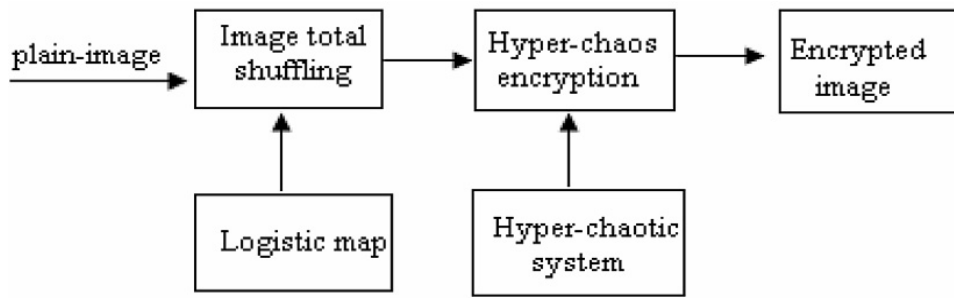 plain-image
Image total
shuffling
Hyper-chaos
encryption
Encrypted
image
Logistic map
Hyper-chaotic
system